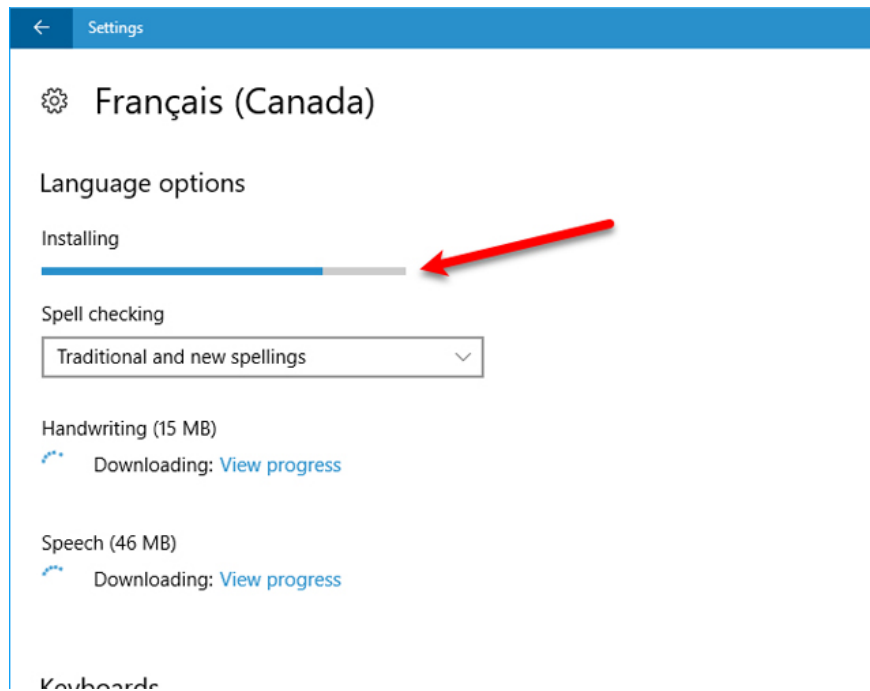 Settings
Français (Canada)
Language options
Installing
Spell checking
Traditional and new spellings
Handwriting (15 MB)
Downloading: View progress
Speech (46 MB)
Downloading: View progress
Keyboards